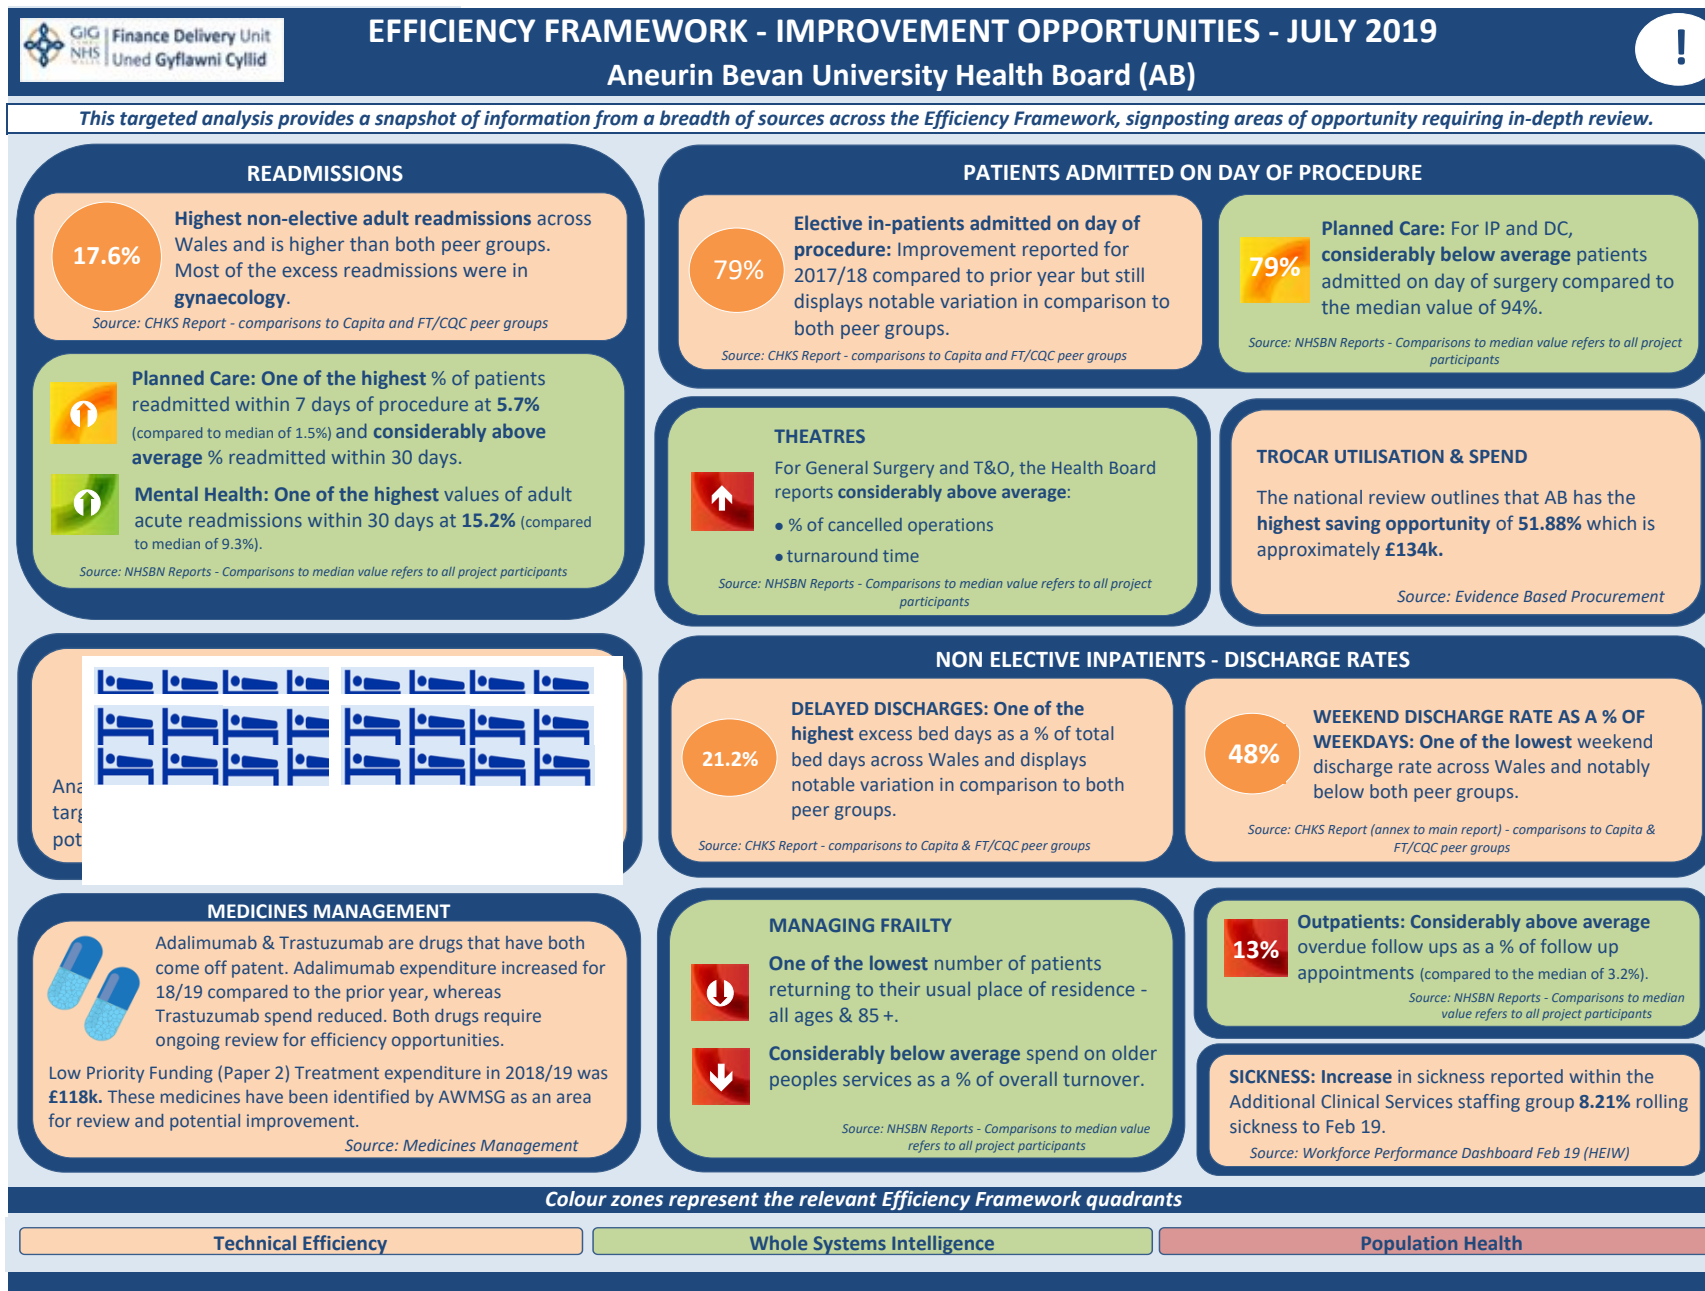 GIG
CYMRU
NHS
WALES
Finance Delivery Unit
Uned Gyflawni Cyllid
EFFICIENCY FRAMEWORK - IMPROVEMENT OPPORTUNITIES - JULY 2019
Aneurin Bevan University Health Board (AB)
!
This targeted analysis provides a snapshot of information from a breadth of sources across the Efficiency Framework, signposting areas of opportunity requiring in-depth review.
READMISSIONS
17.6%
Highest non-elective adult readmissions across
Wales and is higher than both peer groups.
Most of the excess readmissions were in
gynaecology.
Source: CHKS Report - comparisons to Capita and FT/CQC peer groups
Planned Care: One of the highest % of patients
readmitted within 7 days of procedure at 5.7%
(compared to median of 1.5%) and considerably above
average % readmitted within 30 days.
Mental Health: One of the highest values of adult
acute readmissions within 30 days at 15.2% (compared
to median of 9.3%).
Source: NHSBN Reports - Comparisons to median value refers to all project participants
PATIENTS ADMITTED ON DAY OF PROCEDURE
79%
Elective in-patients admitted on day of
procedure: Improvement reported for
2017/18 compared to prior year but still
displays notable variation in comparison to
both peer groups.
Source: CHKS Report - comparisons to Capita and FT/CQC peer groups
79%
Planned Care: For IP and DC,
considerably below average patients
admitted on day of surgery compared to
the median value of 94%.
Source: NHSBN Reports - Comparisons to median value refers to all project
participants
THEATRES
For General Surgery and T&O, the Health Board
reports considerably above average:
• % of cancelled operations
• turnaround time
Source: NHSBN Reports - Comparisons to median value refers to all project
participants
TROCAR UTILISATION & SPEND
The national review outlines that AB has the
highest saving opportunity of 51.88% which is
approximately £134k.
Source: Evidence Based Procurement
Ana
targ
pot
NON ELECTIVE INPATIENTS - DISCHARGE RATES
21.2%
DELAYED DISCHARGES: One of the
highest excess bed days as a % of total
bed days across Wales and displays
notable variation in comparison to both
peer groups.
Source: CHKS Report - comparisons to Capita & FT/CQC peer groups
48%
WEEKEND DISCHARGE RATE AS A % OF
WEEKDAYS: One of the lowest weekend
discharge rate across Wales and notably
below both peer groups.
Source: CHKS Report (annex to main report) - comparisons to Capita &
FT/CQC peer groups
MEDICINES MANAGEMENT
Adalimumab & Trastuzumab are drugs that have both
come off patent. Adalimumab expenditure increased for
18/19 compared to the prior year, whereas
Trastuzumab spend reduced. Both drugs require
ongoing review for efficiency opportunities.
Low Priority Funding (Paper 2) Treatment expenditure in 2018/19 was
£118k. These medicines have been identified by AWMSG as an area
for review and potential improvement.
Source: Medicines Management
MANAGING FRAILTY
One of the lowest number of patients
returning to their usual place of residence -
all ages & 85+.
Considerably below average spend on older
peoples services as a % of overall turnover.
Source: NHSBN Reports - Comparisons to median value
refers to all project participants
13%
Outpatients: Considerably above average
overdue follow ups as a % of follow up
appointments (compared to the median of 3.2%).
Source: NHSBN Reports - Comparisons to median
value refers to all project participants
SICKNESS: Increase in sickness reported within the
Additional Clinical Services staffing group 8.21% rolling
sickness to Feb 19.
Source: Workforce Performance Dashboard Feb 19 (HEIW)
Colour zones represent the relevant Efficiency Framework quadrants
Technical Efficiency
Whole Systems Intelligence
Population Health